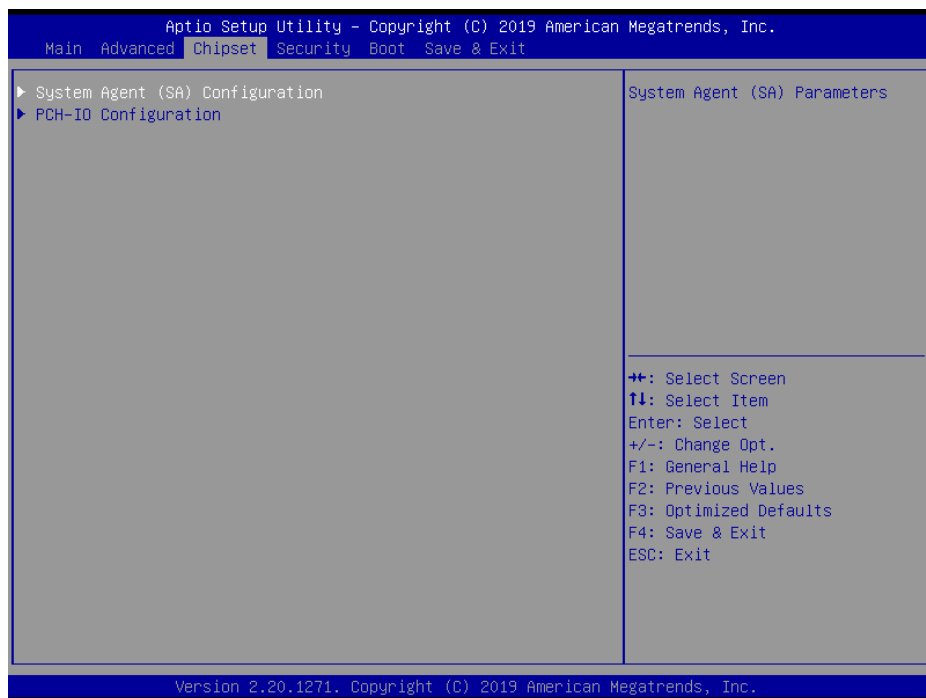 Aptio Setup Utility – Copyright (C) 2019 American Megatrends, Inc.
Main Advanced Chipset Security Boot Save & Exit
▶ System Agent (SA) Configuration
▶ PCH-IO Configuration
System Agent (SA) Parameters
→←: Select Screen
↑↓: Select Item
Enter: Select
+/-: Change Opt.
F1: General Help
F2: Previous Values
F3: Optimized Defaults
F4: Save & Exit
ESC: Exit
Version 2.20.1271. Copyright (C) 2019 American Megatrends, Inc.